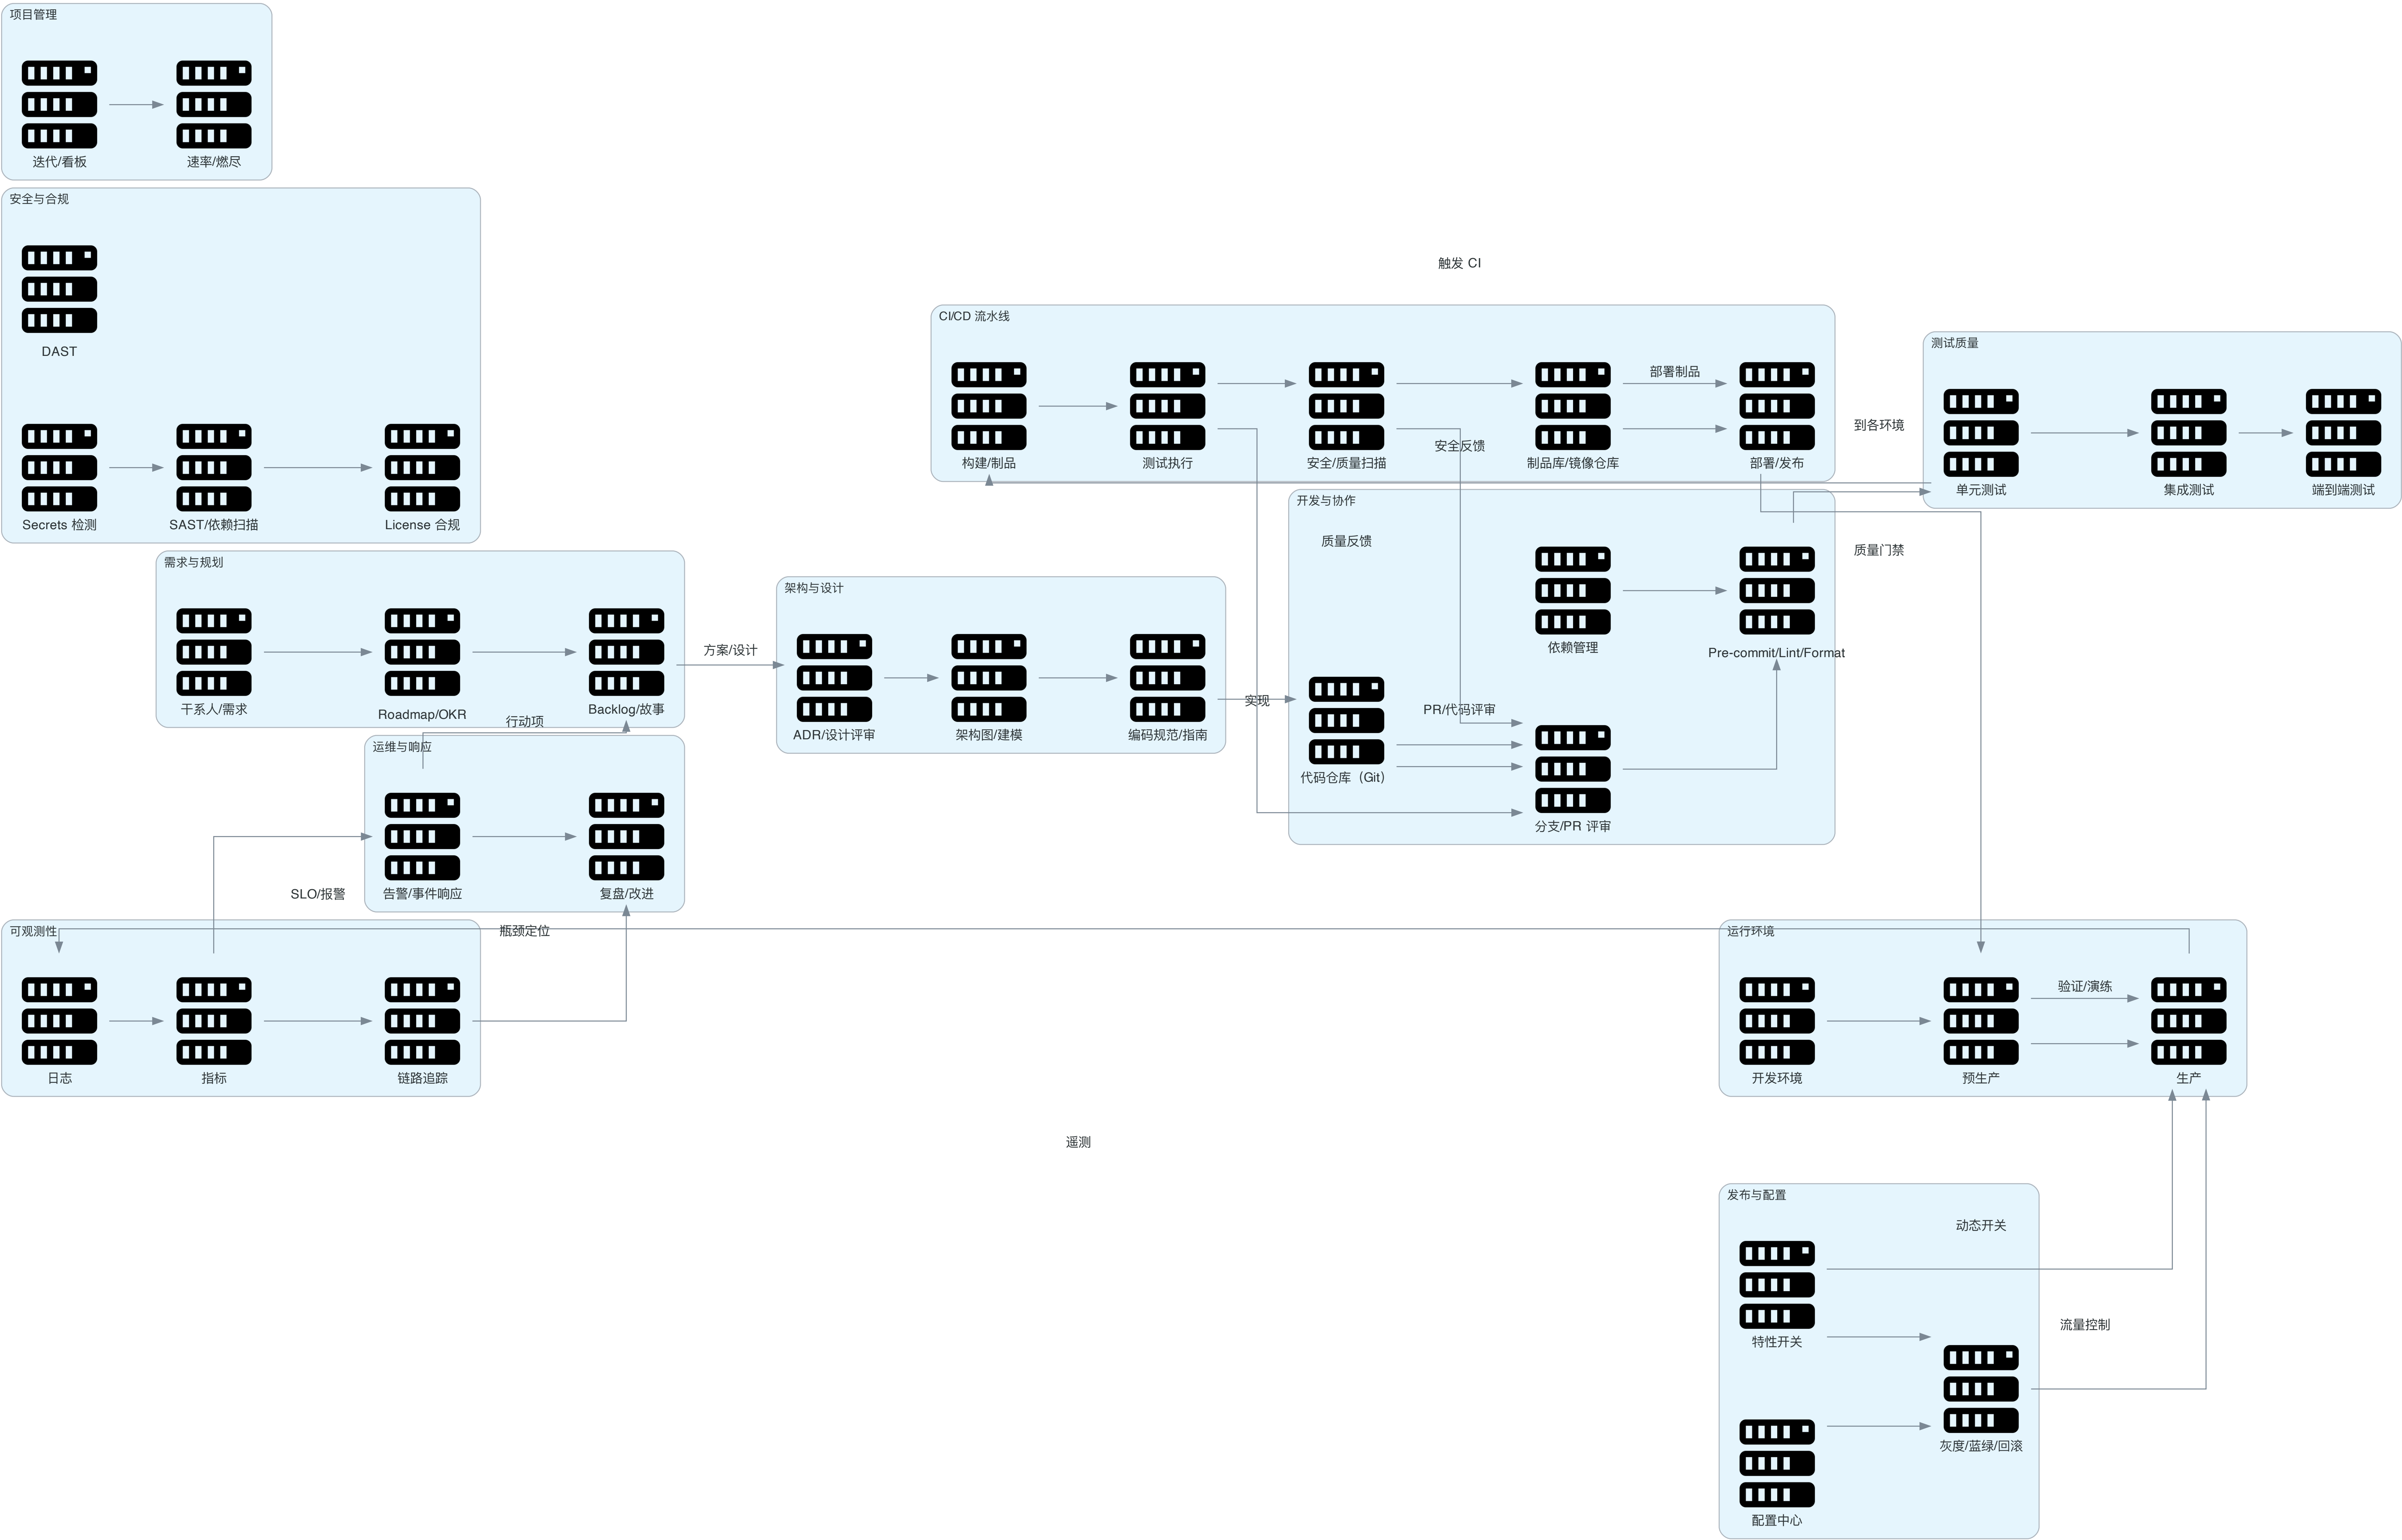 项目管理
迭代/看板
速率/燃尽
安全与合规
DAST
Secrets 检测
SAST/依赖扫描
License 合规
触发 CI
CI/CD 流水线
构建/制品
测试执行
安全/质量扫描
制品库/镜像仓库
部署制品
部署/发布
安全反馈
到各环境
测试质量
单元测试
集成测试
端到端测试
需求与规划
干系人/需求
Roadmap/OKR
Backlog/故事
行动项
方案/设计
架构与设计
ADR/设计评审
架构图/建模
编码规范/指南
实现
开发与协作
质量反馈
质量门禁
依赖管理
Pre-commit/Lint/Format
代码仓库（Git）
PR/代码评审
分支/PR 评审
运维与响应
告警/事件响应
复盘/改进
SLO/报警
瓶颈定位
可观测性
日志
指标
链路追踪
运行环境
开发环境
预生产
验证/演练
生产
遥测
发布与配置
动态开关
特性开关
流量控制
灰度/蓝绿/回滚
配置中心